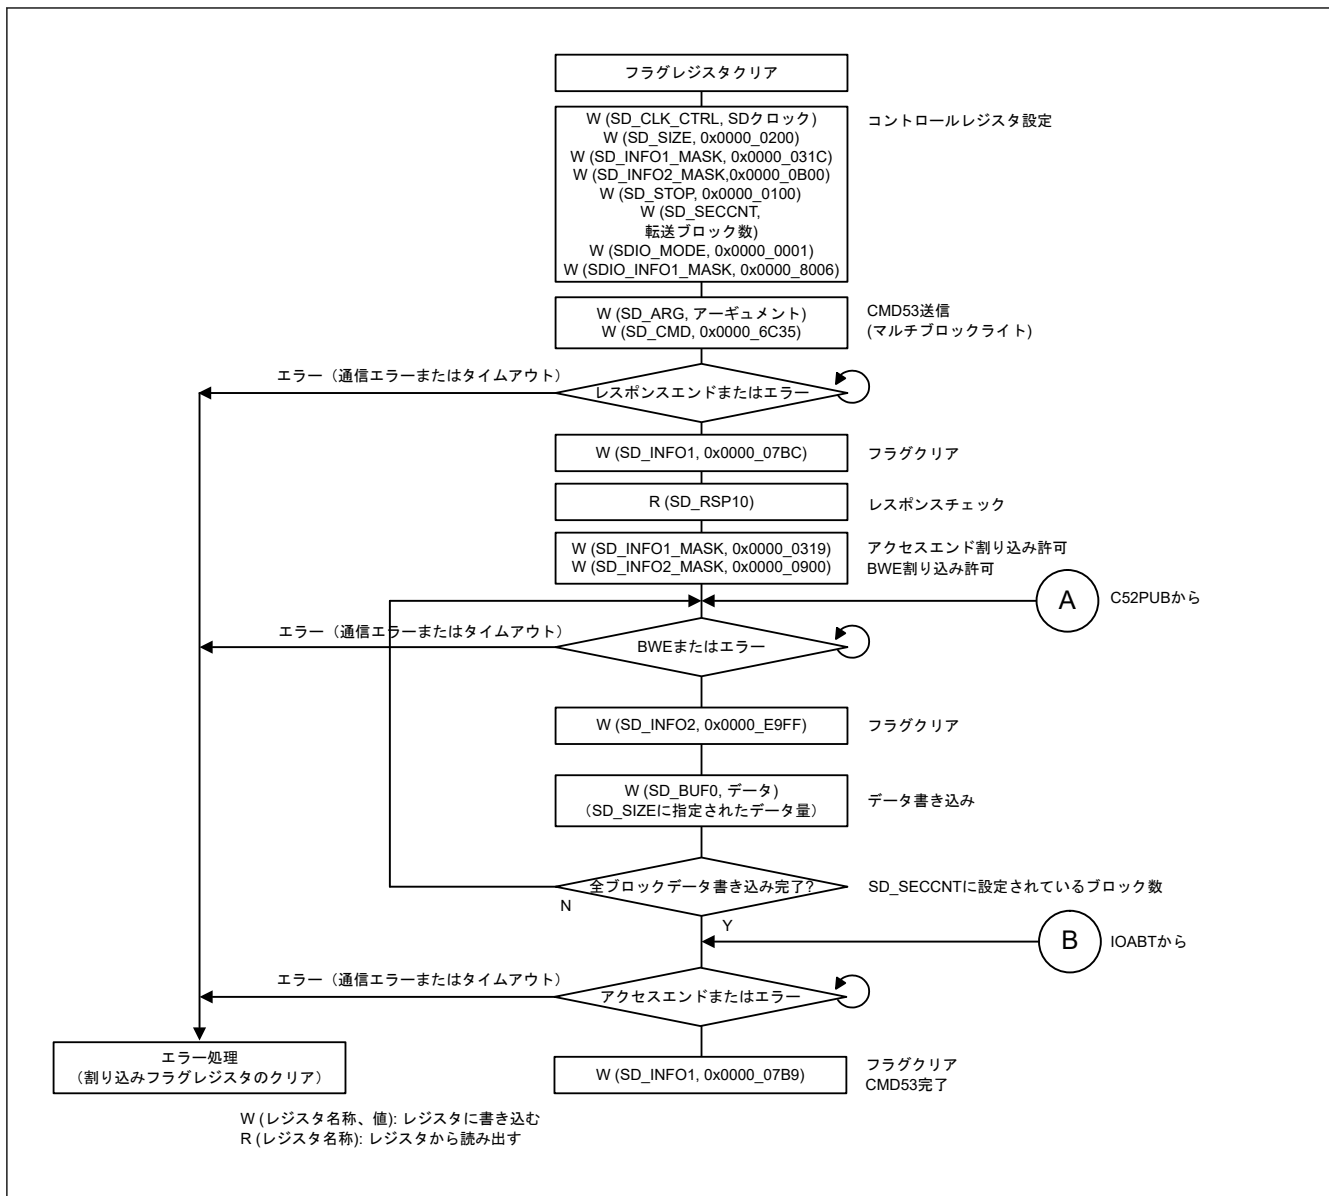 フラグレジスタクリア
W (SD_CLK_CTRL, SDクロック)
W (SD_SIZE, 0x0000_0200)
W (SD_INFO1_MASK, 0x0000_031C)
W (SD_INFO2_MASK,0x0000_0B00)
W (SD_STOP, 0x0000_0100)
W (SD_SECCNT,
転送ブロック数)
W (SDIO_MODE, 0x0000_0001)
W (SDIO_INFO1_MASK, 0x0000_8006)
コントロールレジスタ設定
W (SD_ARG, アーギュメント)
W (SD_CMD, 0x0000_6C35)
CMD53送信
(マルチブロックライト)
エラー（通信エラーまたはタイムアウト）
レスポンスエンドまたはエラー
W (SD_INFO1, 0x0000_07BC)
フラグクリア
R (SD_RSP10)
レスポンスチェック
W (SD_INFO1_MASK, 0x0000_0319)
W (SD_INFO2_MASK, 0x0000_0900)
アクセスエンド割り込み許可
BWE割り込み許可
A
C52PUBから
エラー（通信エラーまたはタイムアウト）
BWEまたはエラー
W (SD_INFO2, 0x0000_E9FF)
フラグクリア
W (SD_BUF0, データ)
（SD_SIZEに指定されたデータ量）
データ書き込み
全ブロックデータ書き込み完了?
SD_SECCNTに設定されているブロック数
N
Y
B
IOABTから
エラー（通信エラーまたはタイムアウト）
アクセスエンドまたはエラー
エラー処理
（割り込みフラグレジスタのクリア）
W (SD_INFO1, 0x0000_07B9)
フラグクリア
CMD53完了
W (レジスタ名称、値): レジスタに書き込む
R (レジスタ名称): レジスタから読み出す